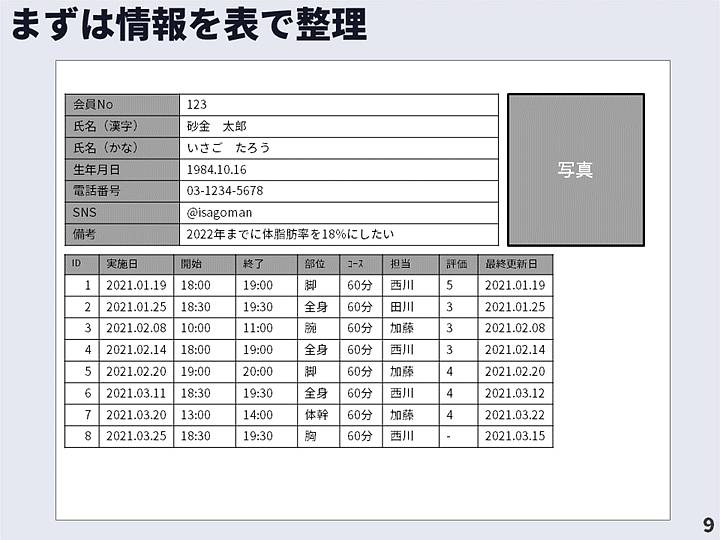 まずは情報を表で整理
会員No 123
氏名（漢字） 砂金　太郎
氏名（かな） いさご　たろう
生年月日 1984.10.16
電話番号 03-1234-5678
SNS @isagoman
備考 2022年までに体脂肪率を18%にしたい
写真
ID 実施日 開始 終了 部位 ｺｰｽ 担当 評価 最終更新日
1 2021.01.19 18:00 19:00 脚 60分 西川 5 2021.01.19
2 2021.01.25 18:30 19:30 全身 60分 田川 3 2021.01.25
3 2021.02.08 10:00 11:00 腕 60分 加藤 3 2021.02.08
4 2021.02.14 18:00 19:00 全身 60分 西川 3 2021.02.14
5 2021.02.20 19:00 20:00 脚 60分 加藤 4 2021.02.20
6 2021.03.11 18:30 19:30 全身 60分 西川 4 2021.03.12
7 2021.03.20 13:00 14:00 体幹 60分 加藤 4 2021.03.22
8 2021.03.25 18:30 19:30 胸 60分 西川 - 2021.03.15
9